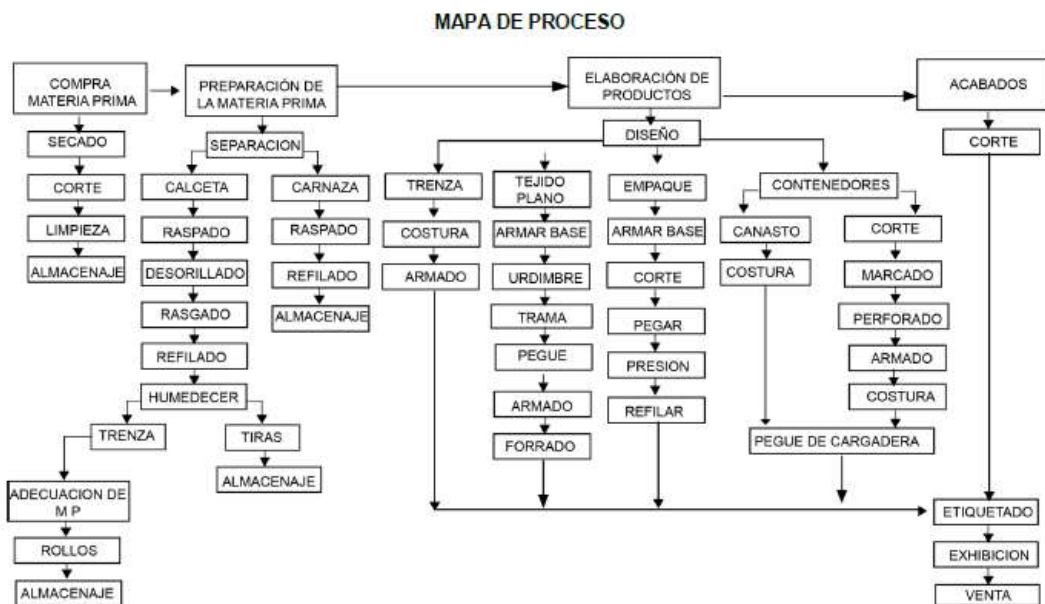 MAPA DE PROCESO
COMPRA
MATERIA PRIMA
SECADO
CORTE
LIMPIEZA
ALMACENAJE
PREPARACIÓN DE
LA MATERIA PRIMA
SEPARACION
CALCETA
RASPADO
DESORILLADO
RASGADO
REFILADO
HUMEDECER
TRENZA
ADECUACION DE
M P
ROLLOS
ALMACENAJE
TIRAS
ALMACENAJE
CARNAZA
RASPADO
REFILADO
ALMACENAJE
ELABORACIÓN DE
PRODUCTOS
DISEÑO
TRENZA
COSTURA
ARMADO
TEJIDO
PLANO
ARMAR BASE
URDIMBRE
TRAMA
PEGUE
ARMADO
FORRADO
EMPAQUE
ARMAR BASE
CORTE
PEGAR
PRESION
REFILAR
CONTENEDORES
CANASTO
COSTURA
CORTE
MARCADO
PERFORADO
ARMADO
COSTURA
PEGUE DE CARGADERA
ACABADOS
CORTE
ETIQUETADO
EXHIBICION
VENTA